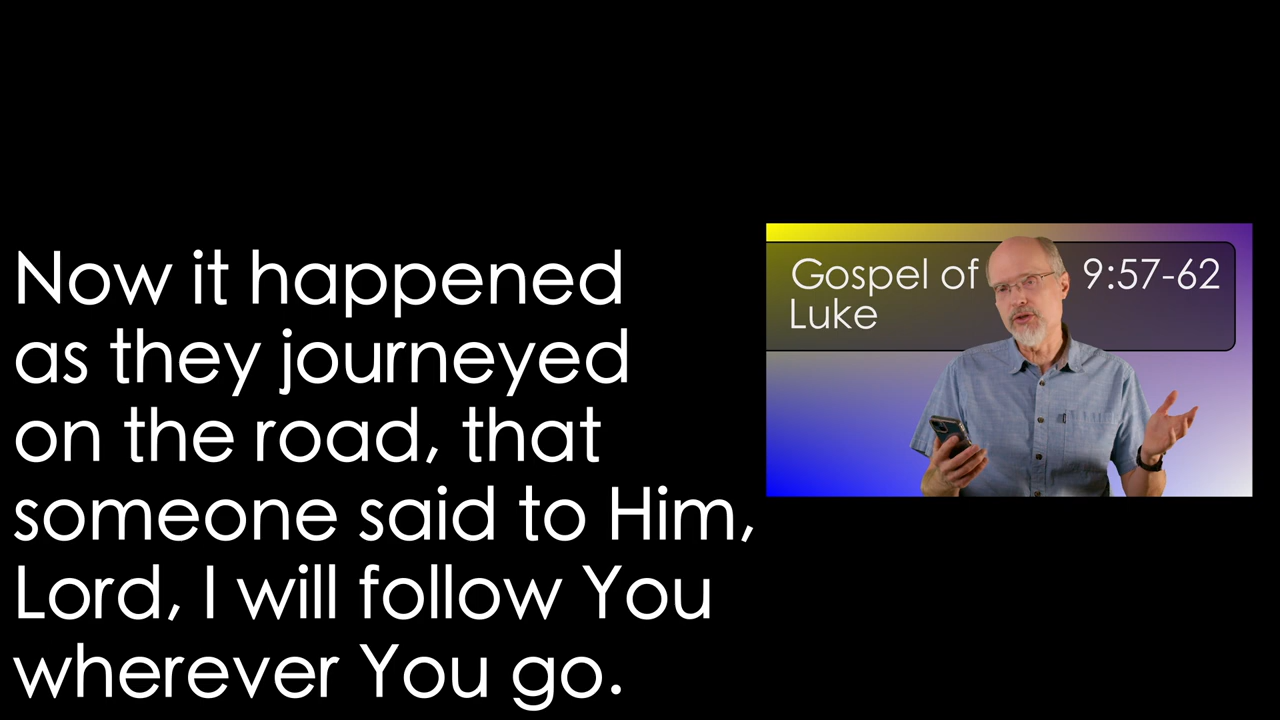 Now it happened
as they journeyed
on the road, that
someone said to Him,
Lord, I will follow You
wherever You go.
Gospel of 9:57-62
Luke